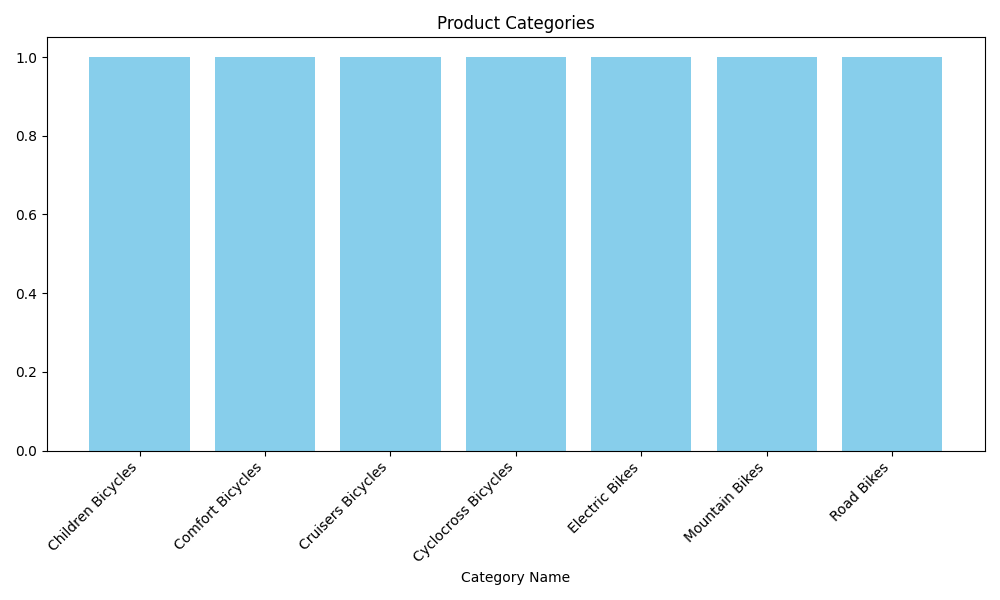 Product Categories
1.0
0.8
0.6
0.4
0.2
0.0
Children Bicycles
Comfort Bicycles
Cruisers Bicycles
Cyclocross Bicycles
Electric Bikes
Mountain Bikes
Road Bikes
Category Name